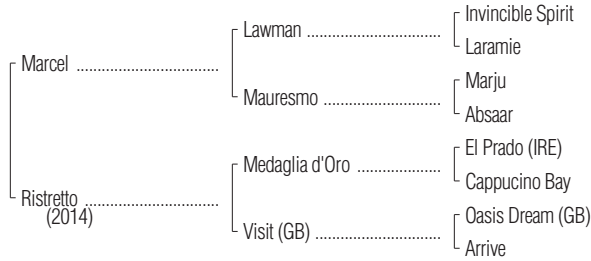 Invincible Spirit
Lawman ..............................
Laramie
Marcel ................................
Marju
Mauresmo .........................
Absaar
El Prado (IRE)
Medaglia d'Oro ...................
Cappucino Bay
Ristretto ..............................
(2014)
Oasis Dream (GB)
Visit (GB) ............................
Arrive